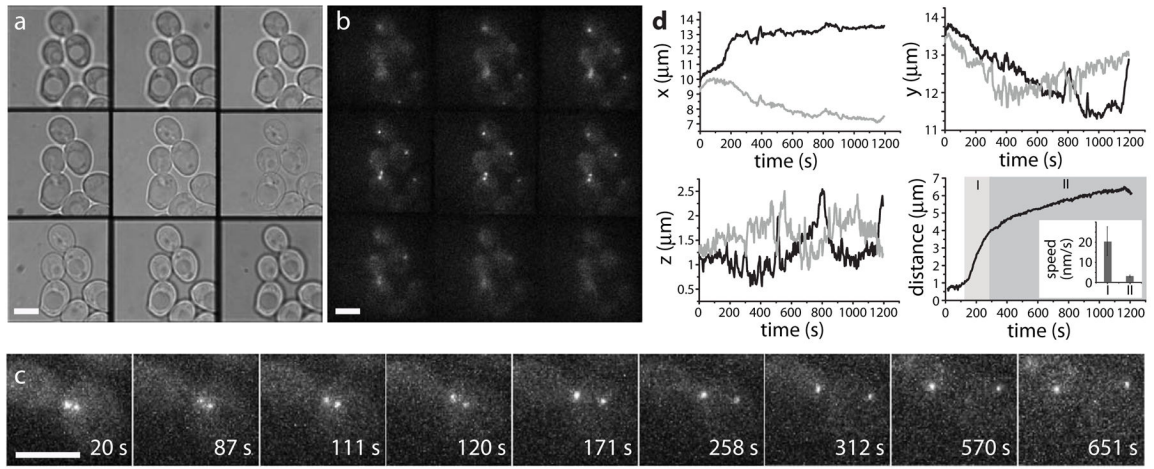 a
b
d
x (μm)
14
13
12
11
10
9
8
7
0 200 400 600 800 1000 1200
time (s)
y (μm)
14
13
12
11
0 200 400 600 800 1000 1200
time (s)
z (μm)
2.5
2
1.5
1
0.5
0 200 400 600 800 1000 1200
time (s)
distance (μm)
7
6
5
4
3
2
1
0
I
II
speed
(nm/s)
20
10
0
I II
0 200 400 600 800 1000 1200
time (s)
c
20 s
87 s
111 s
120 s
171 s
258 s
312 s
570 s
651 s